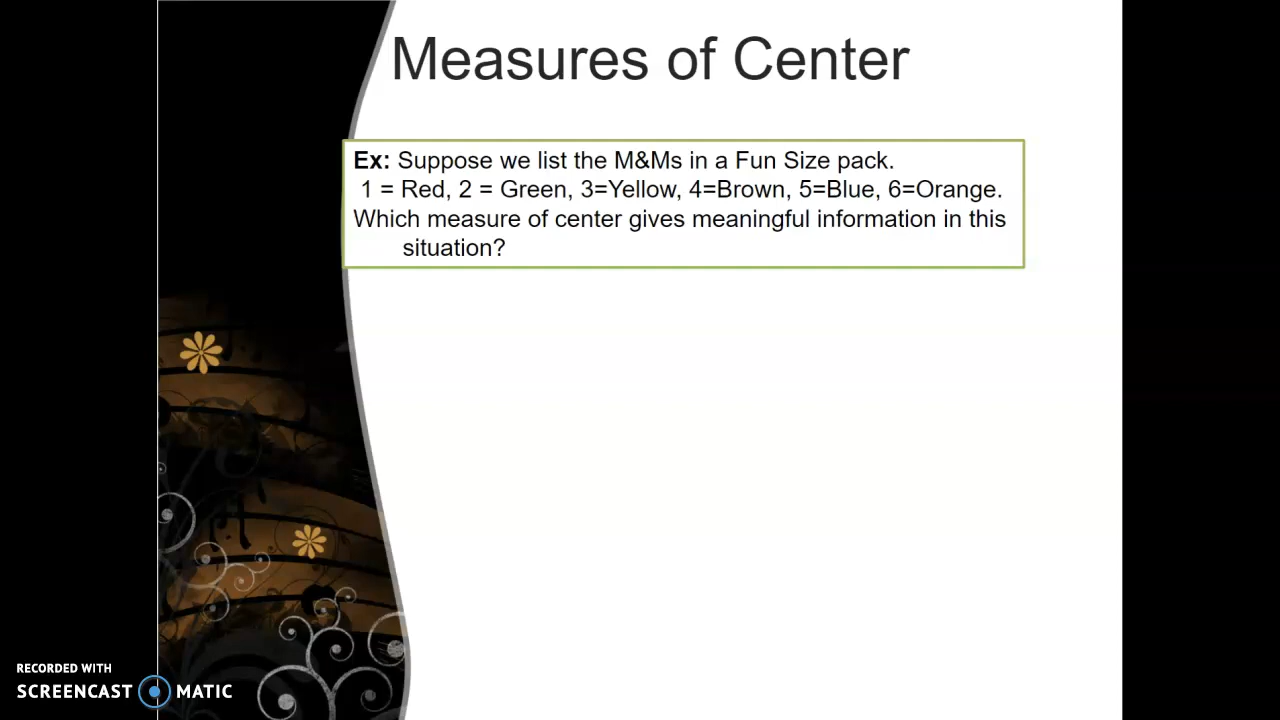 Measures of Center
Ex: Suppose we list the M&Ms in a Fun Size pack.
1 = Red, 2 = Green, 3=Yellow, 4=Brown, 5=Blue, 6=Orange.
Which measure of center gives meaningful information in this
situation?
RECORDED WITH
SCREENCAST MATIC